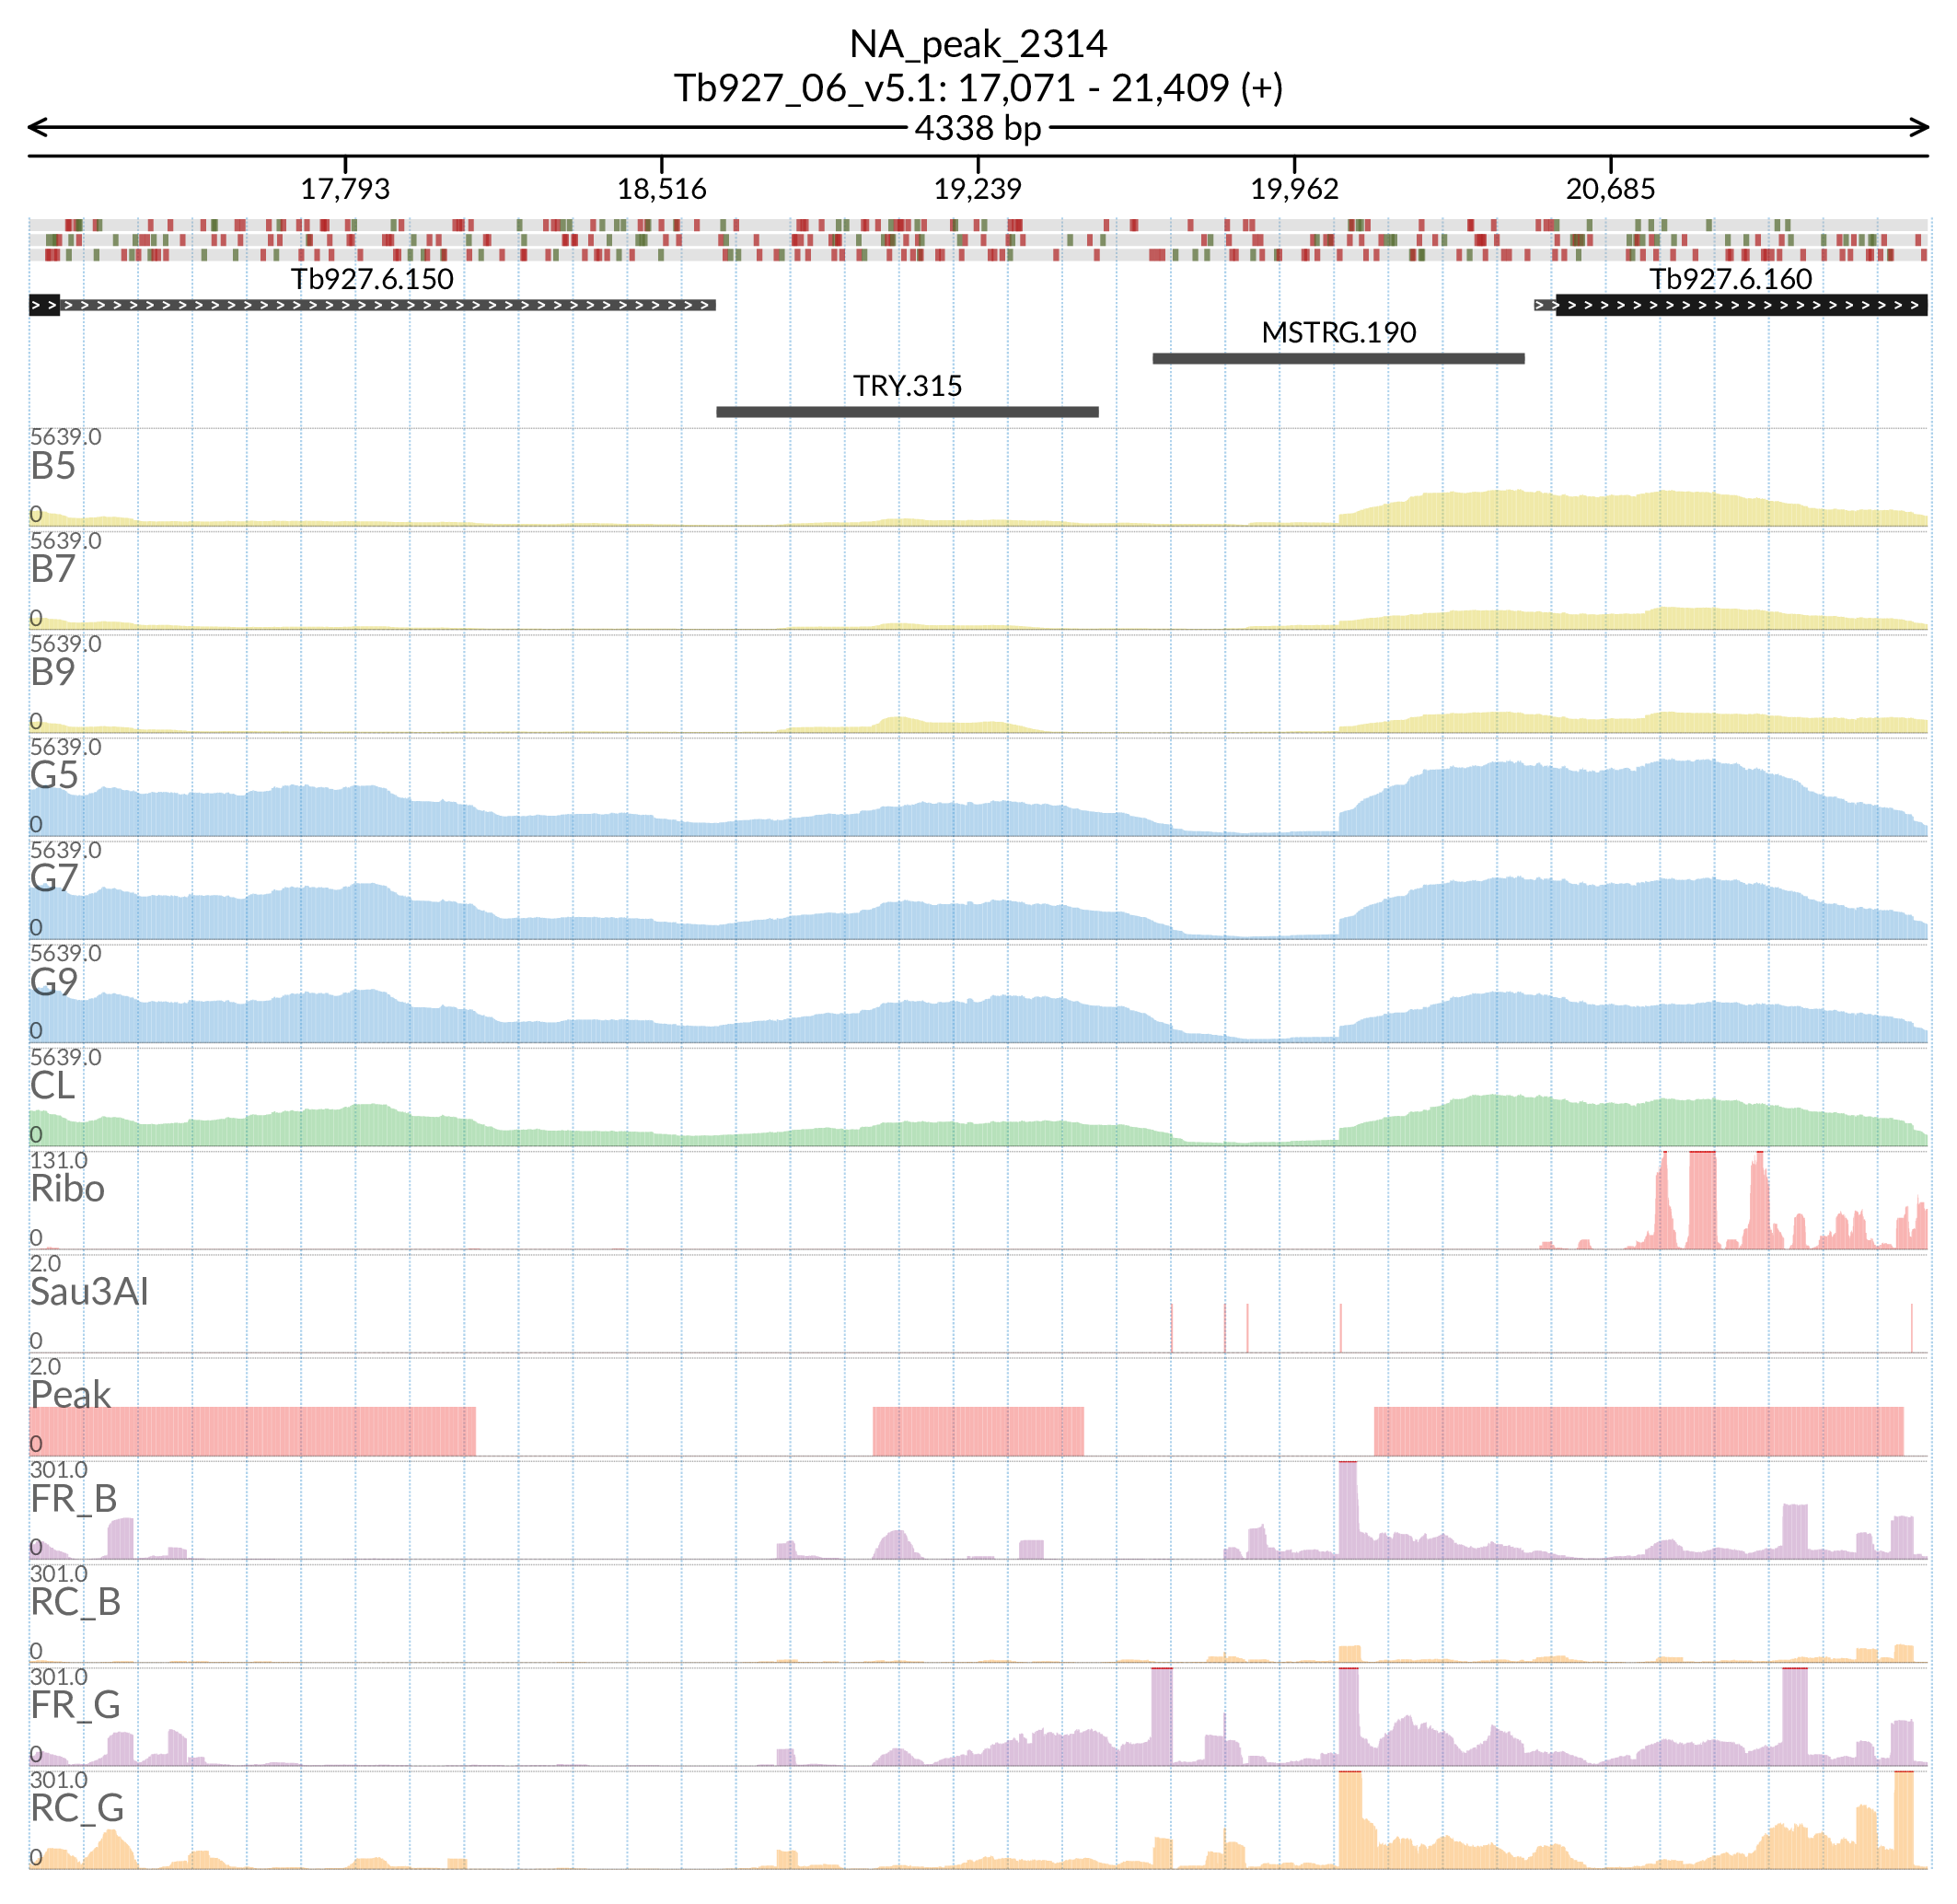 NA_peak_2314
Tb927_06_v5.1: 17,071 - 21,409 (+)
4338 bp
17,793 18,516 19,239 19,962 20,685
Tb927.6.150 Tb927.6.160
MSTRG.190
TRY.315
5639.0
B5
0
5639.0
B7
0
5639.0
B9
0
5639.0
G5
0
5639.0
G7
0
5639.0
G9
0
5639.0
CL
0
131.0
Ribo
0
2.0
Sau3AI
0
2.0
Peak
0
301.0
FR_B
0
301.0
RC_B
0
301.0
FR_G
0
301.0
RC_G
0